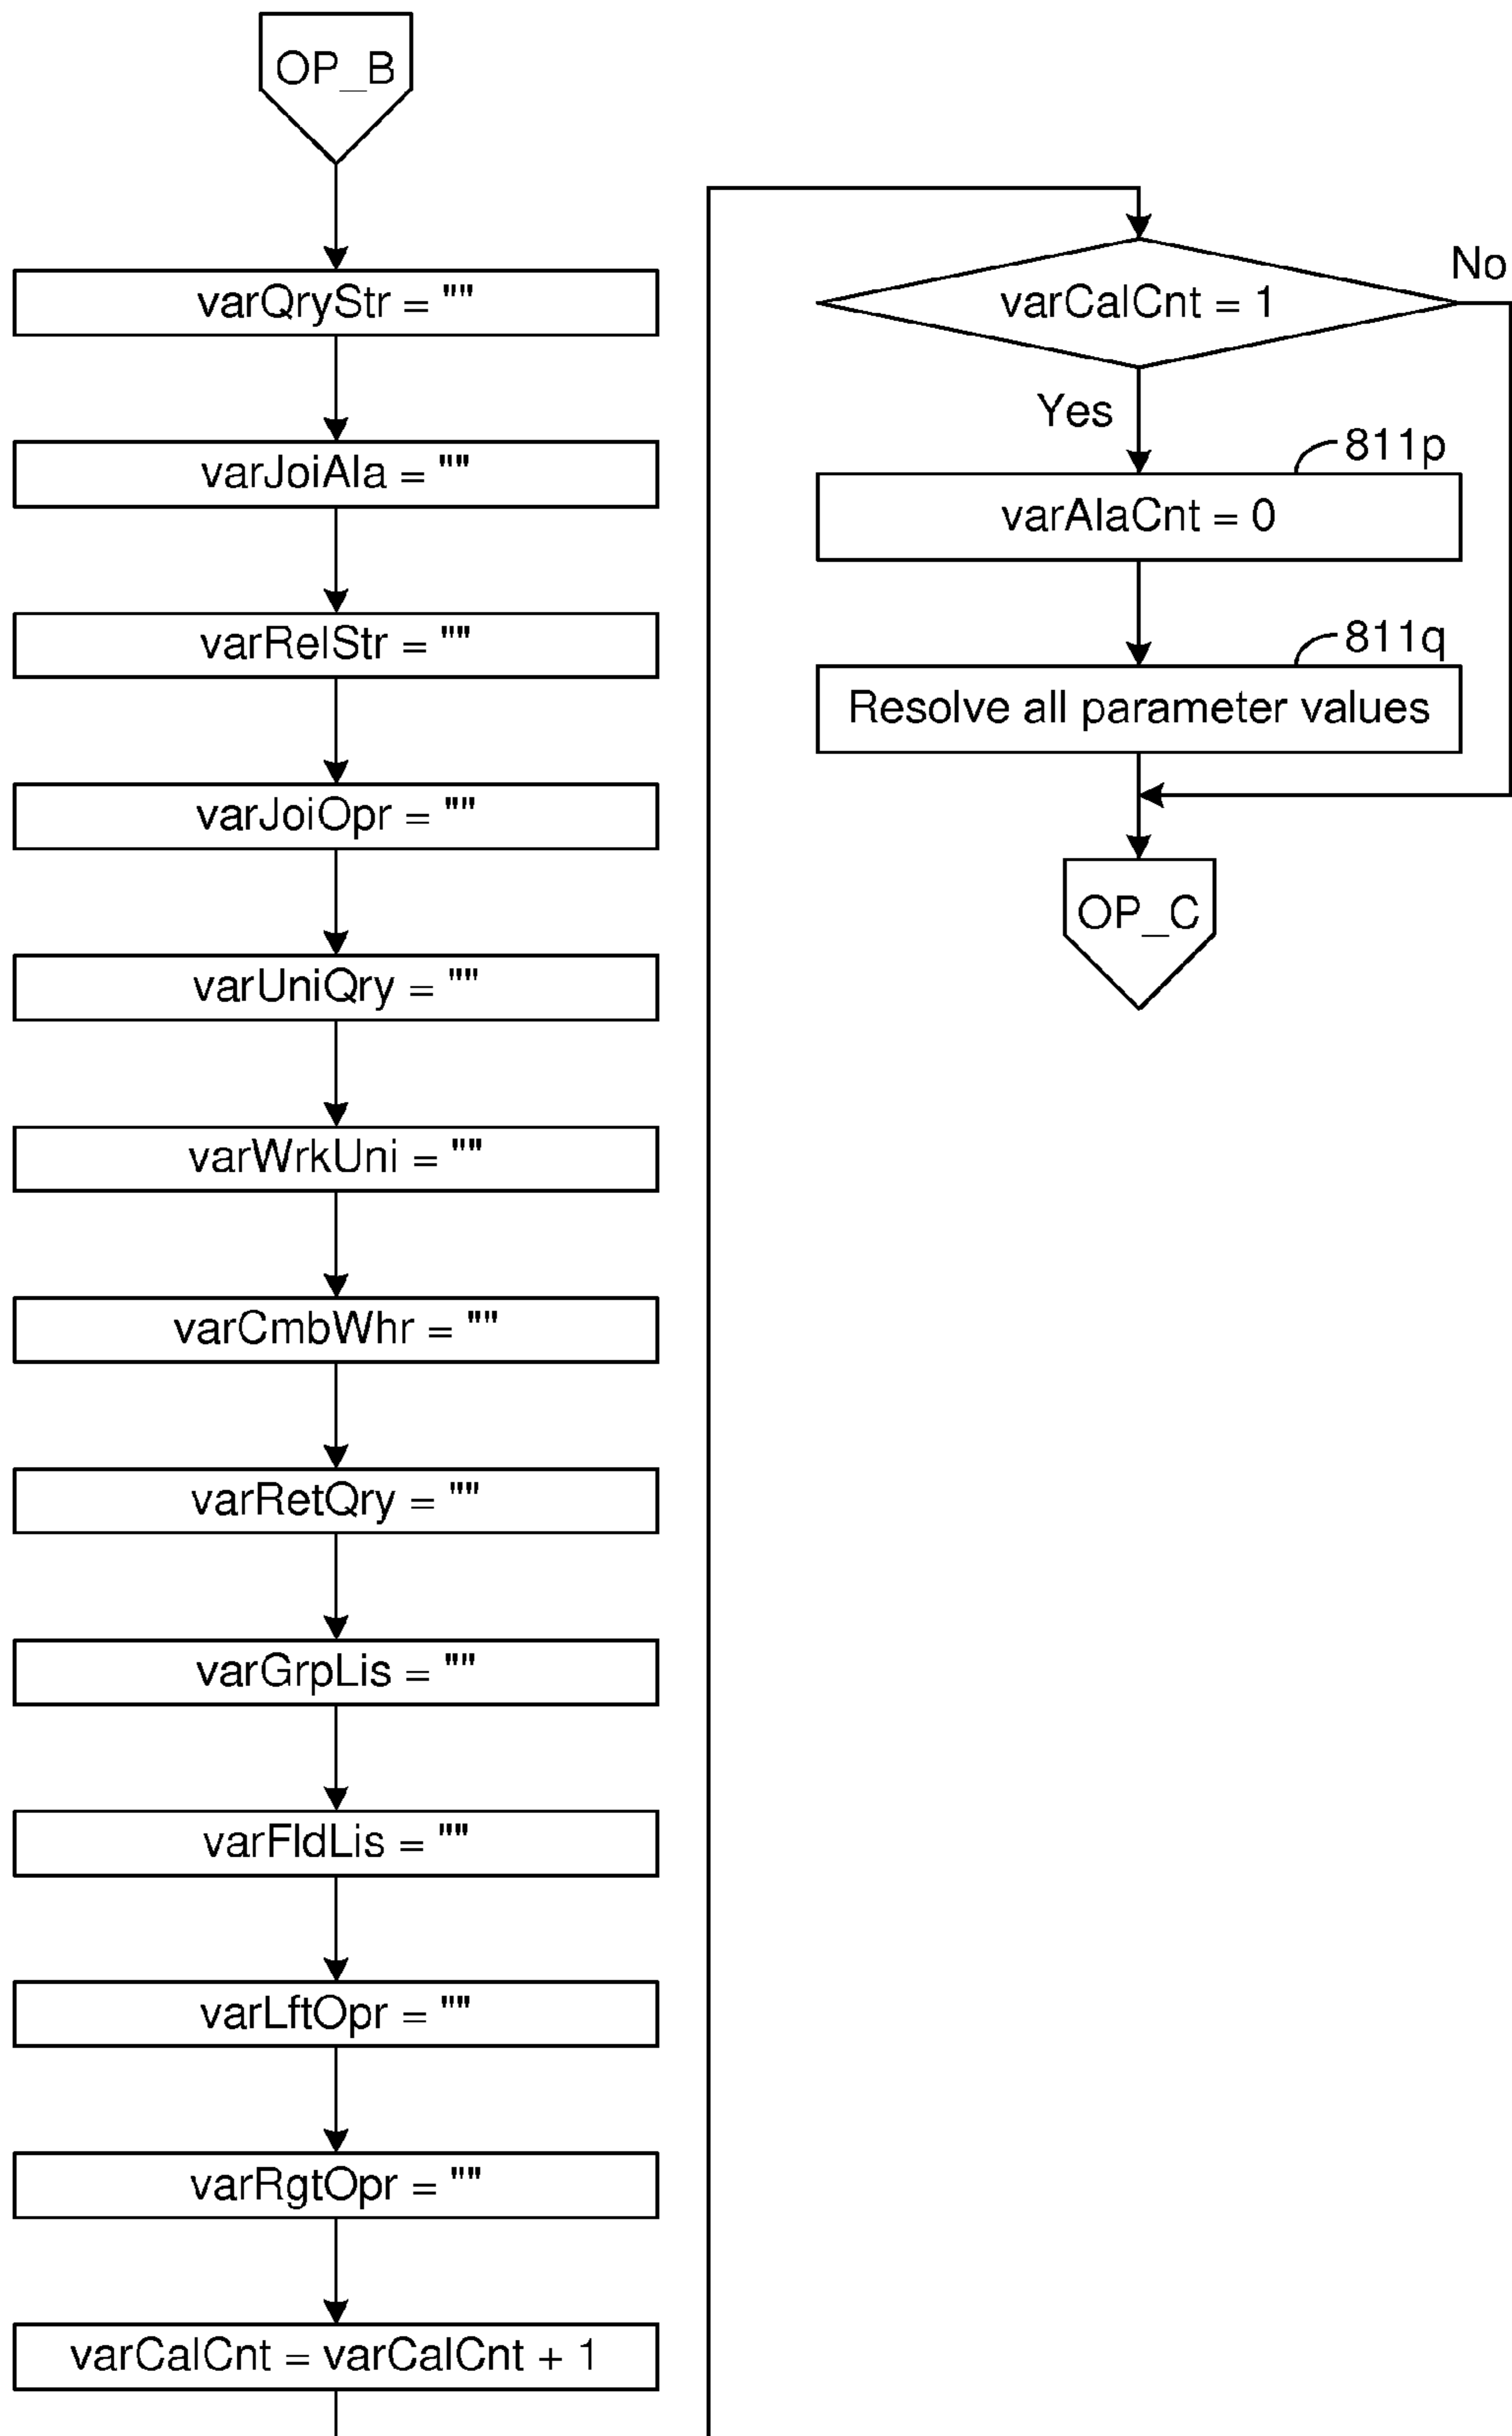 OP_B
varQryStr = ""
varJoiAla = ""
varRelStr = ""
varJoiOpr = ""
varUniQry = ""
varWrkUni = ""
varCmbWhr = ""
varRetQry = ""
varGrpLis = ""
varFldLis = ""
varLftOpr = ""
varRgtOpr = ""
varCalCnt = varCalCnt + 1
varCalCnt = 1
No
Yes
811p
varAlaCnt = 0
811q
Resolve all parameter values
OP_C